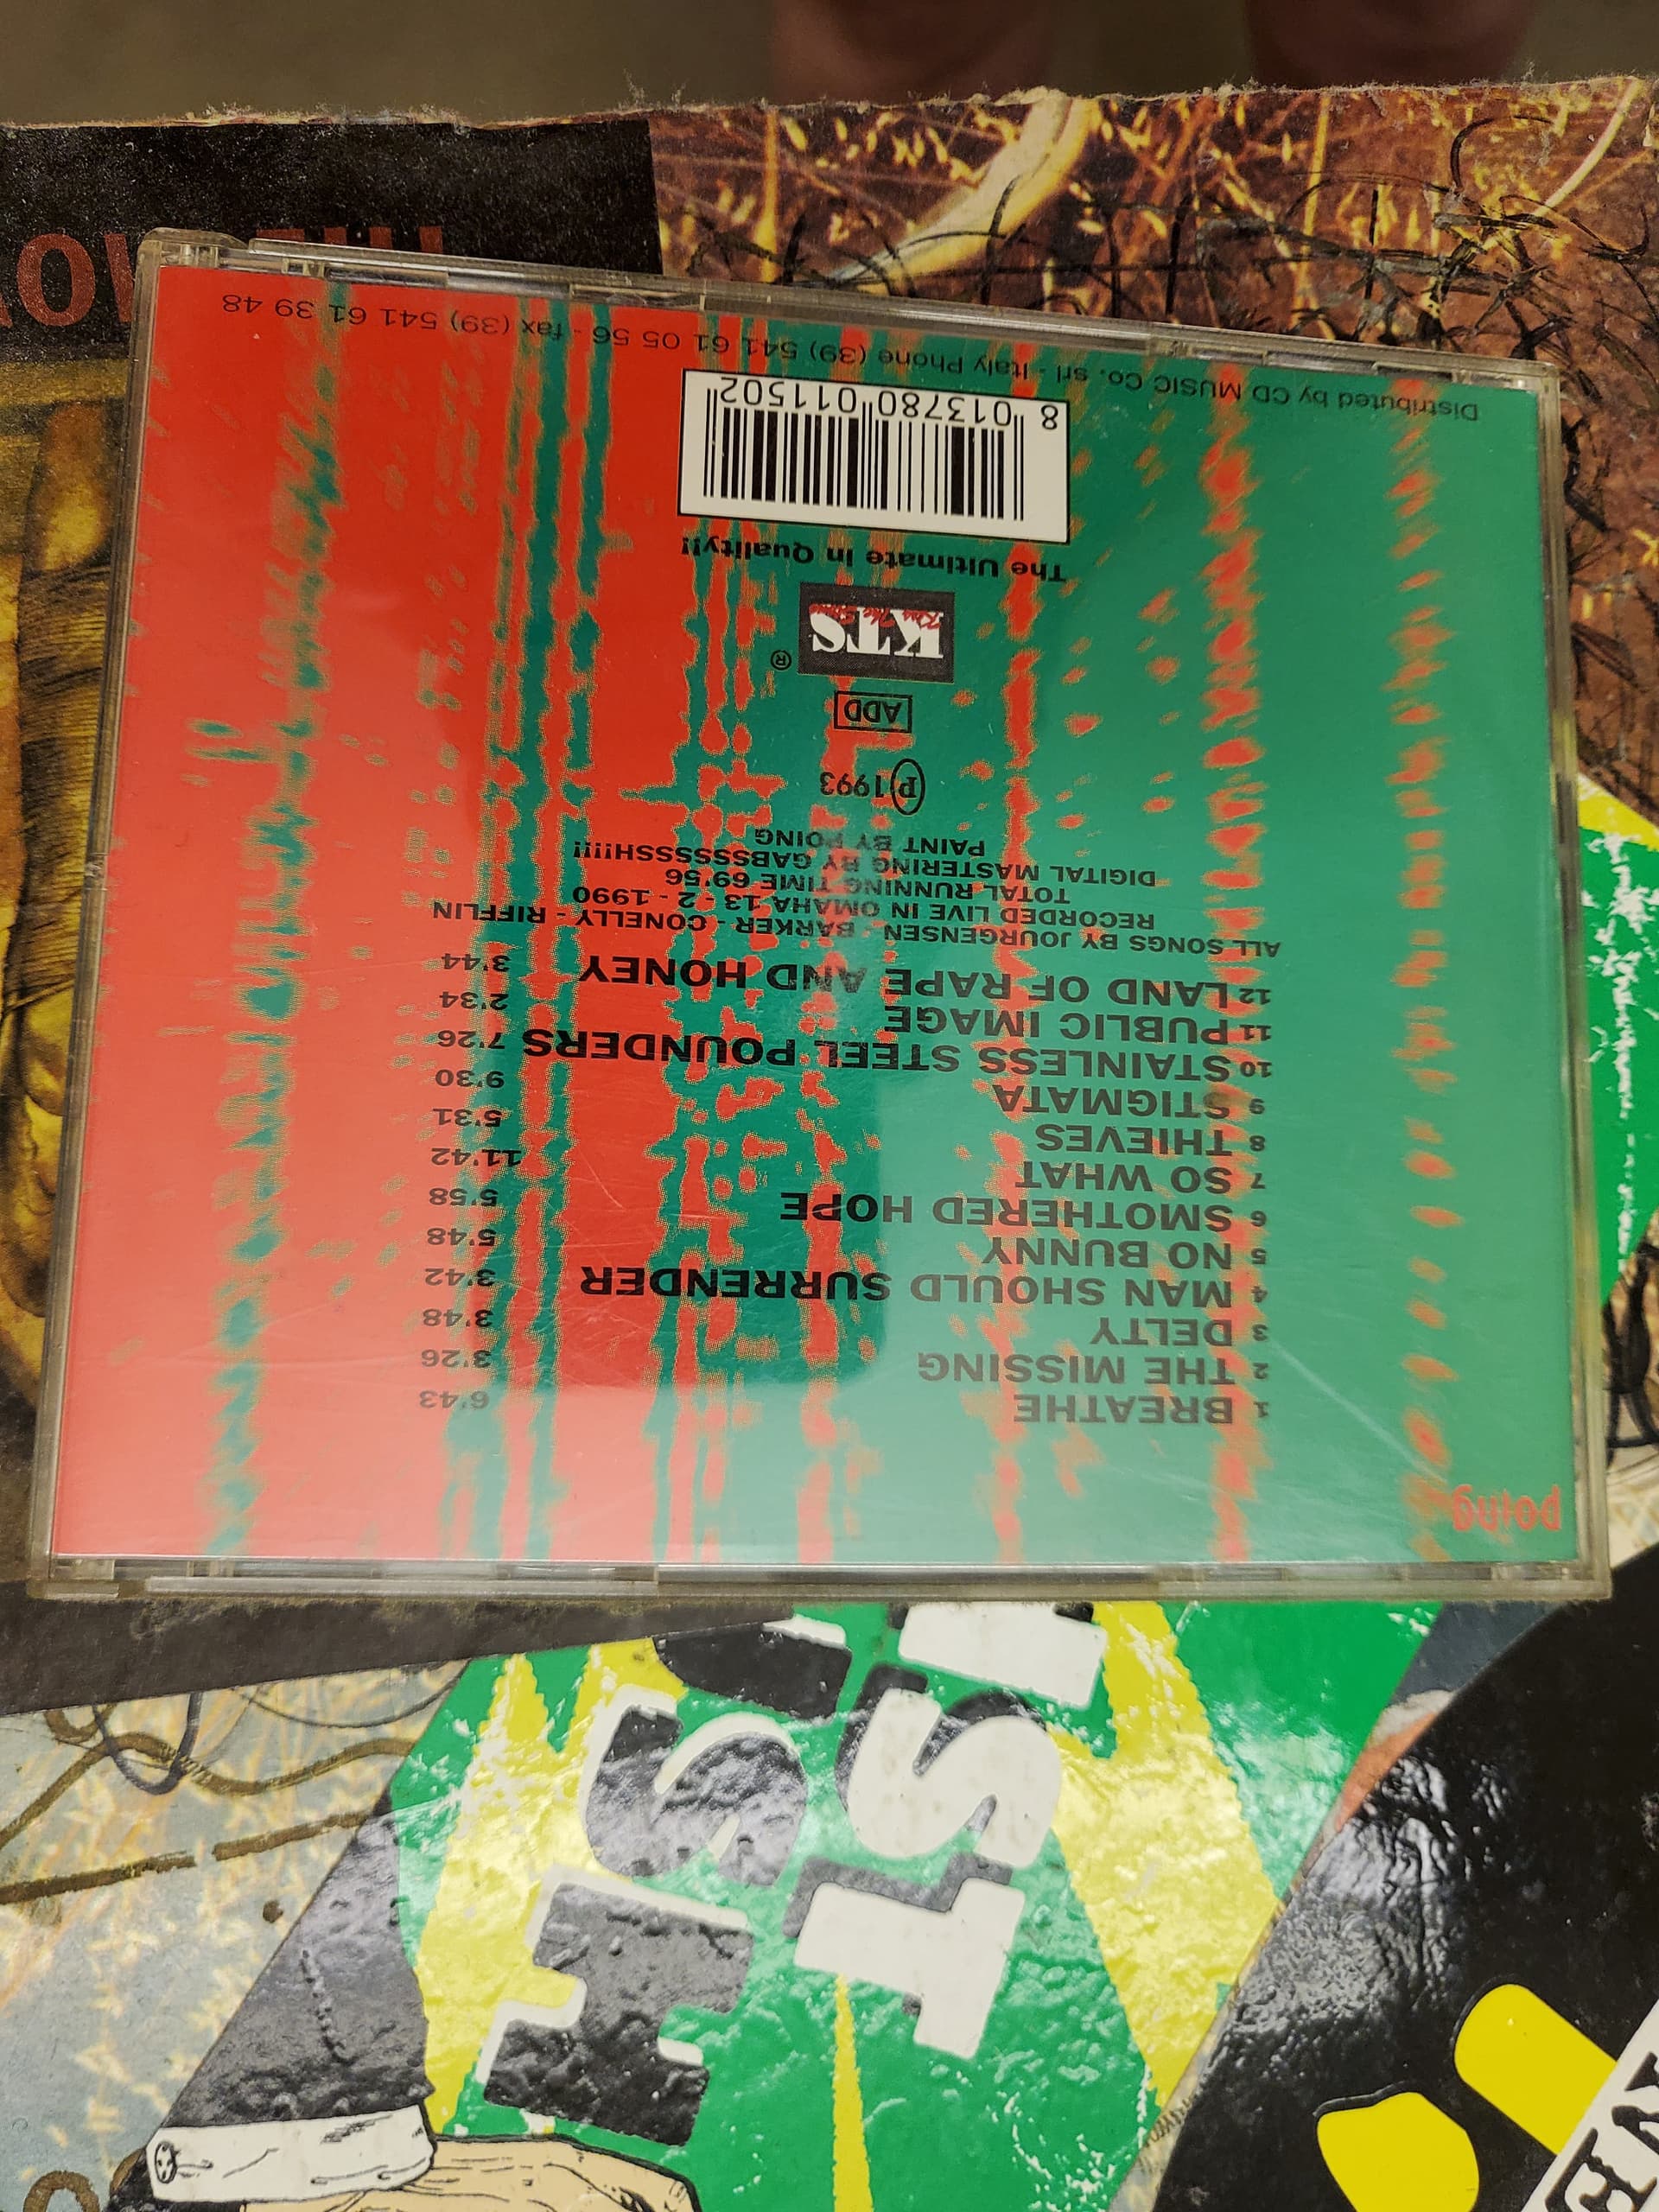 poing
1 BREATHE 6'43
2 THE MISSING 3'26
3 DELTY 3'48
4 MAN SHOULD SURRENDER 3'42
5 NO BUNNY 5'48
6 SMOTHERED HOPE 5'58
7 SO WHAT 11'42
8 THIEVES 5'31
9 STIGMATA 9'30
10 STAINLESS STEEL POUNDERS 7'26
11 PUBLIC IMAGE 2'34
12 LAND OF RAPE AND HONEY 3'44
ALL SONGS BY JOURGENSEN - BARKER - CONELLY - RIFFLIN
RECORDED LIVE IN OMAHA 13 - 2 - 1990
TOTAL RUNNING TIME 69'56
DIGITAL MASTERING BY GABSSSSSSH!!!!!
PAINT BY POING
Ⓟ1993
ADD
KTS ®
Kiss The Stone
The Ultimate in Quality!!
8 013780 011502
Distributed by CD MUSIC Co. srl - Italy Phone (39) 541 61 05 56 - fax (39) 541 61 39 48